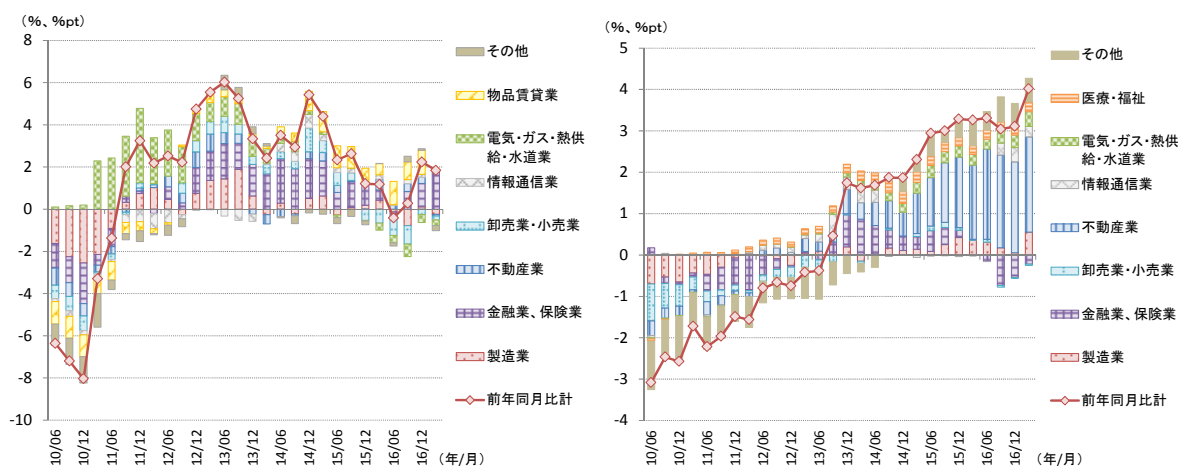 (%、%pt)
8
6
4
2
0
-2
-4
-6
-8
-10
10/06
10/12
11/06
11/12
12/06
12/12
13/06
13/12
14/06
14/12
15/06
15/12
16/06
16/12
(年/月)
その他
物品賃貸業
電気・ガス・熱供
給・水道業
情報通信業
卸売業・小売業
不動産業
金融業、保険業
製造業
前年同月比計
(%、%pt)
5
4
3
2
1
0
-1
-2
-3
-4
10/06
10/12
11/06
11/12
12/06
12/12
13/06
13/12
14/06
14/12
15/06
15/12
16/06
16/12
(年/月)
その他
医療・福祉
電気・ガス・熱供
給・水道業
情報通信業
不動産業
卸売業・小売業
金融業、保険業
製造業
前年同月比計